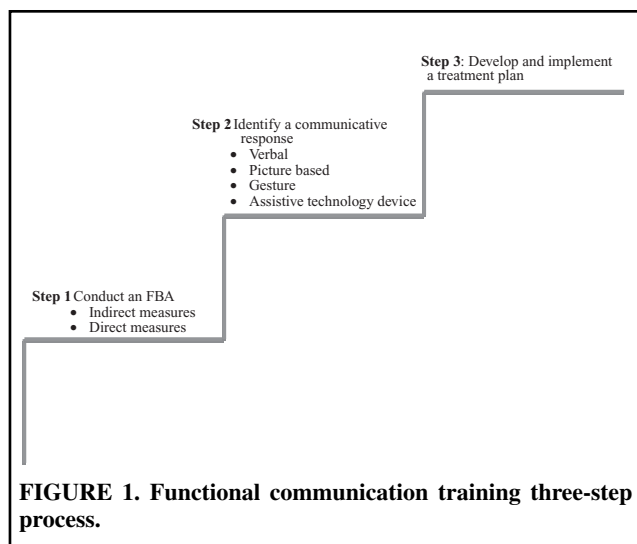 Step 3: Develop and implement
a treatment plan
Step 2 Identify a communicative
response
• Verbal
• Picture based
• Gesture
• Assistive technology device
Step 1 Conduct an FBA
• Indirect measures
• Direct measures
FIGURE 1. Functional communication training three-step
process.